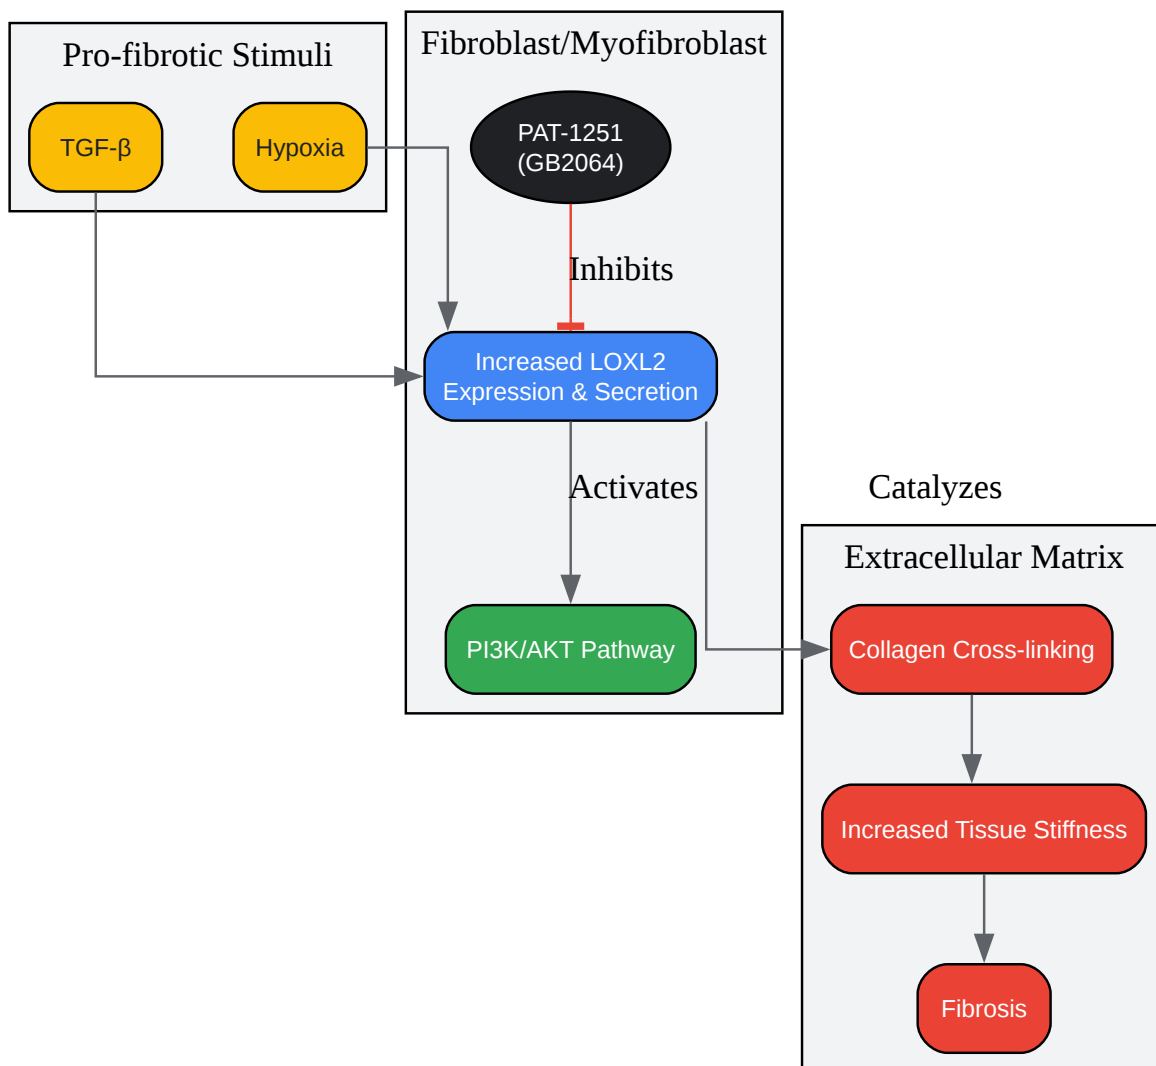 Pro-fibrotic Stimuli
TGF-β
Hypoxia
Fibroblast/Myofibroblast
PAT-1251
(GB2064)
Inhibits
Increased LOXL2
Expression & Secretion
Activates
Catalyzes
PI3K/AKT Pathway
Extracellular Matrix
Collagen Cross-linking
Increased Tissue Stiffness
Fibrosis